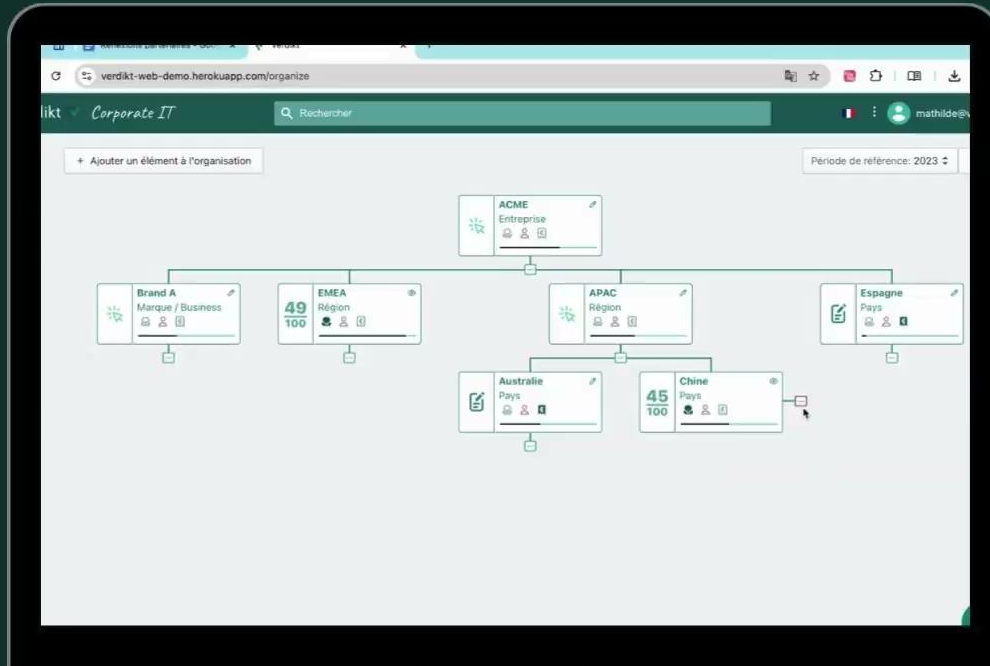 verdikt-web-demo.herokuapp.com/organize
likt Corporate IT
Rechercher
mathilde@v
+ Ajouter un élément à l'organisation
Période de référence: 2023
ACME
Entreprise
Brand A
Marque / Business
49
100
EMEA
Région
APAC
Région
Espagne
Pays
Australie
Pays
45
100
Chine
Pays